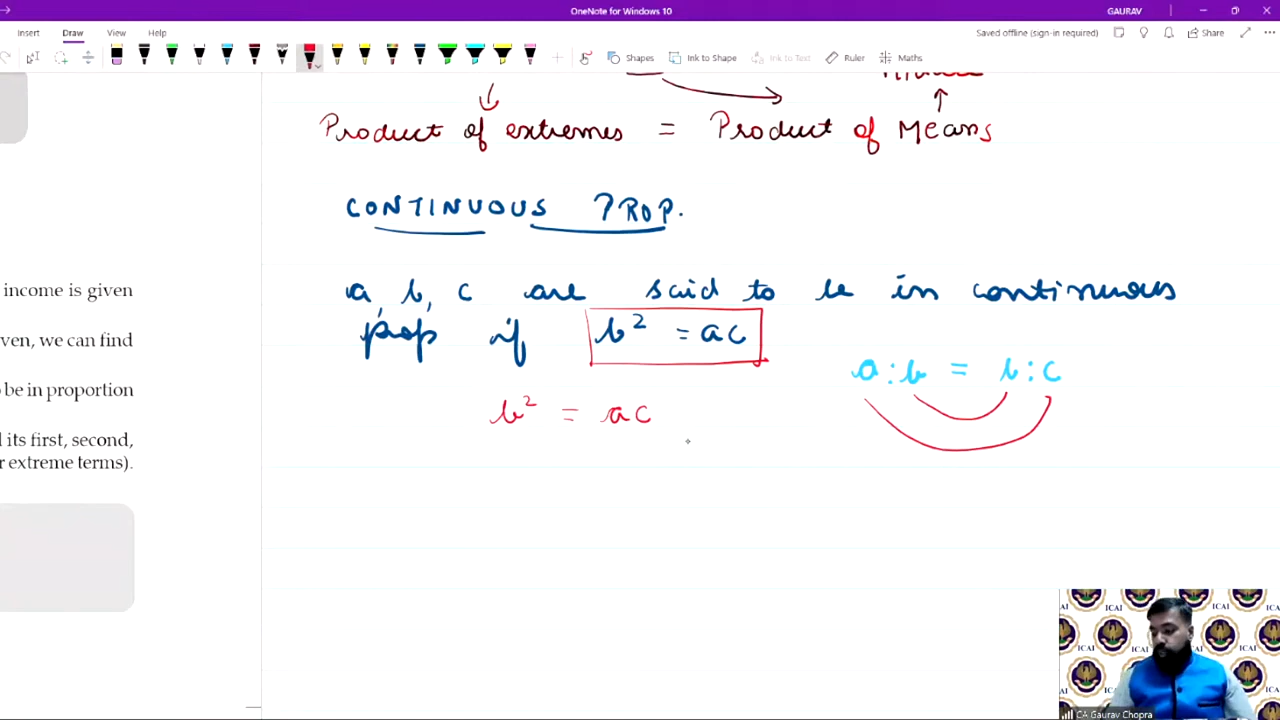 OneNote for Windows 10
GAURAV
Insert
Draw
View
Help
Saved offline (sign-in required)
Share
Shapes
Ink to Shape
Ink to Text
Ruler
Maths
Product of extremes = Product of Means
CONTINUOUS PROP.
a, b, c are said to be in continuous
prop if b² = ac
a : b = b : c
b² = ac
income is given
ven, we can find
o be in proportion
its first, second,
r extreme terms).
ICAI
ICAI
ICAI
CA Gaurav Chopra